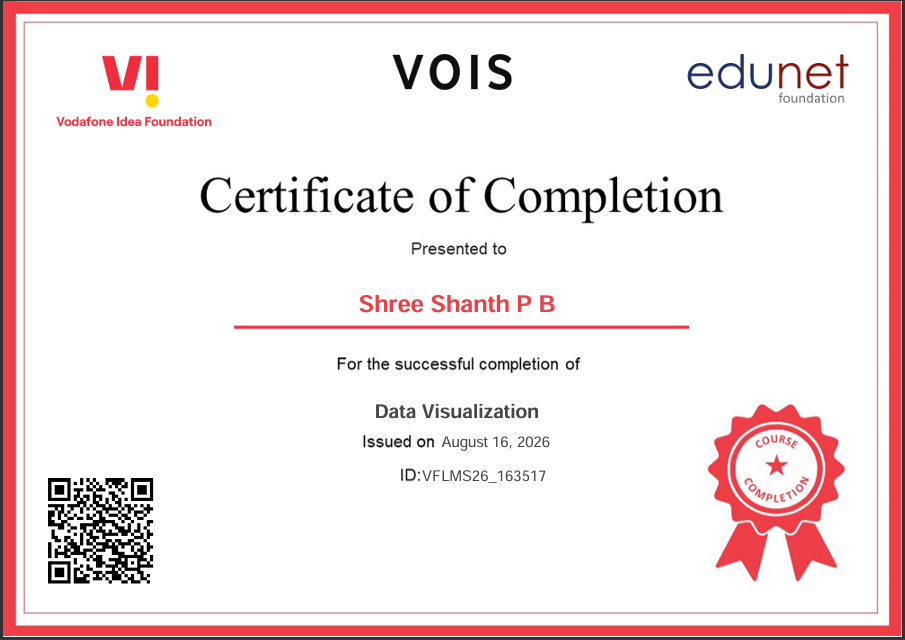 VI
Vodafone Idea Foundation
VOIS
edunet
foundation
Certificate of Completion
Presented to
Shree Shanth P B
For the successful completion of
Data Visualization
Issued on August 16, 2026
ID:VFLMS26_163517
COURSE
COMPLETION